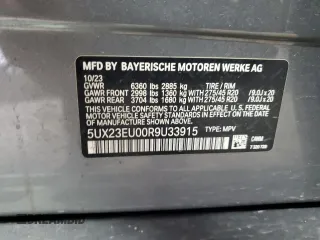 MFD BY BAYERISCHE MOTOREN WERKE AG
10/23
GVWR 6360 lbs 2885 kg TIRE / RIM
GAWR FRONT 2998 lbs 1360 kg WITH R 275/45 R20 / 9.0J x 20
GAWR REAR 3704 lbs 1680 kg WITH R 275/45 R20 / 9.0J x 20
THIS VEHICLE CONFORMS TO ALL APPLICABLE U.S. FEDERAL
MOTOR VEHICLE SAFETY AND THEFT PREVENTION
STANDARDS IN EFFECT ON THE DATE OF MANUFACTURE
SHOWN ABOVE.
5UX23EU00R9U33915 TYPE: MPV